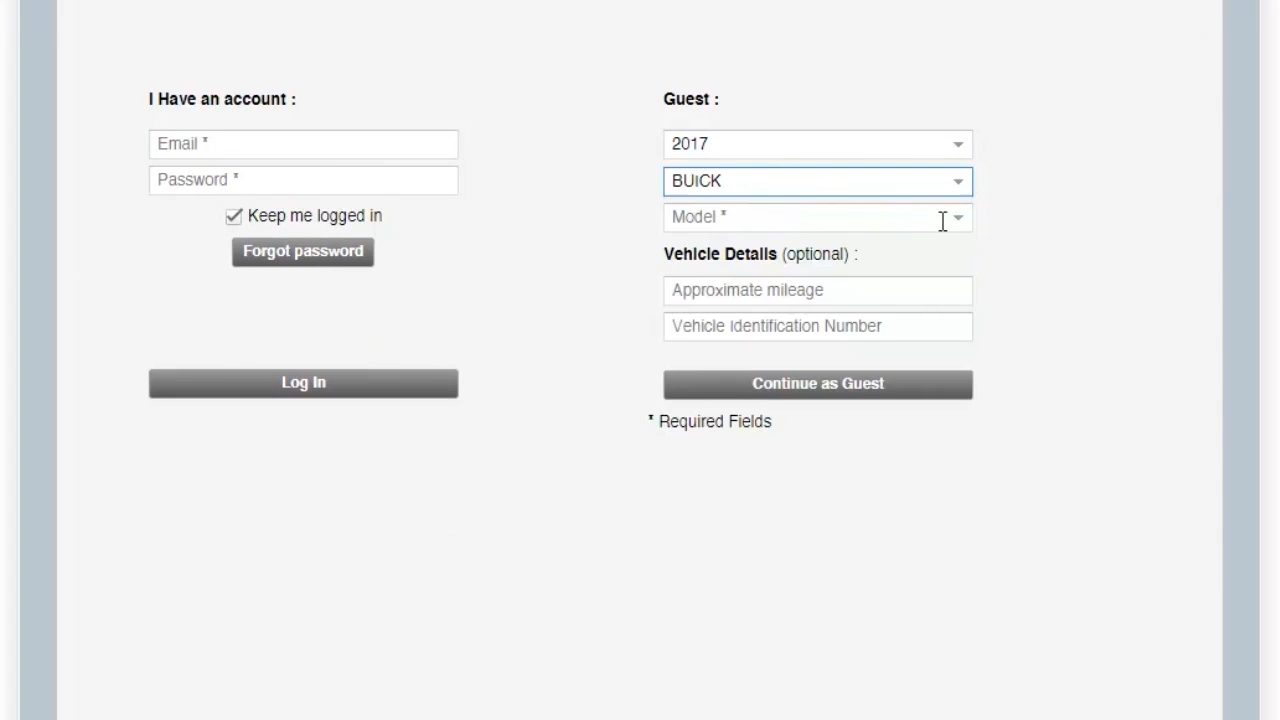 I Have an account :
Email *
Password *
Keep me logged in
Forgot password
Log In
Guest :
2017
BUICK
Model *
Vehicle Details (optional) :
Approximate mileage
Vehicle Identification Number
Continue as Guest
* Required Fields